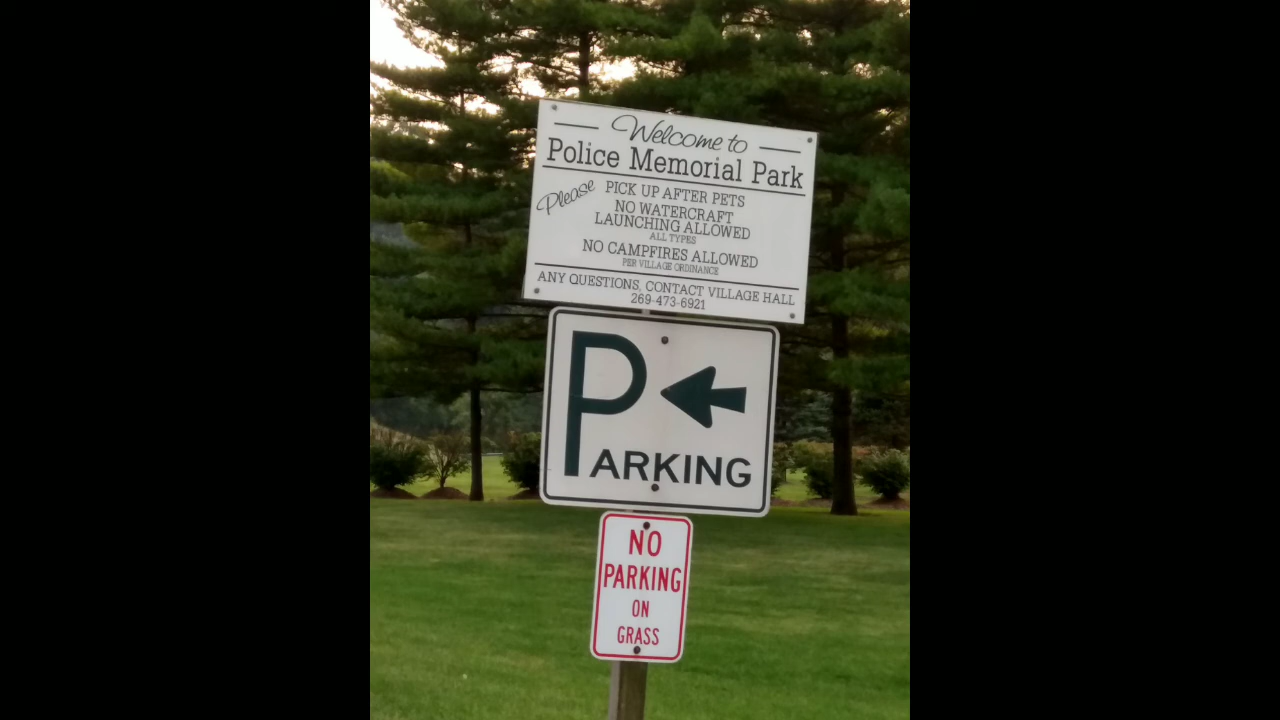 Welcome to
Police Memorial Park
Please
PICK UP AFTER PETS
NO WATERCRAFT
LAUNCHING ALLOWED
ALL TYPES
NO CAMPFIRES ALLOWED
PER VILLAGE ORDINANCE
ANY QUESTIONS, CONTACT VILLAGE HALL
269-473-6921
P
PARKING
NO
PARKING
ON
GRASS